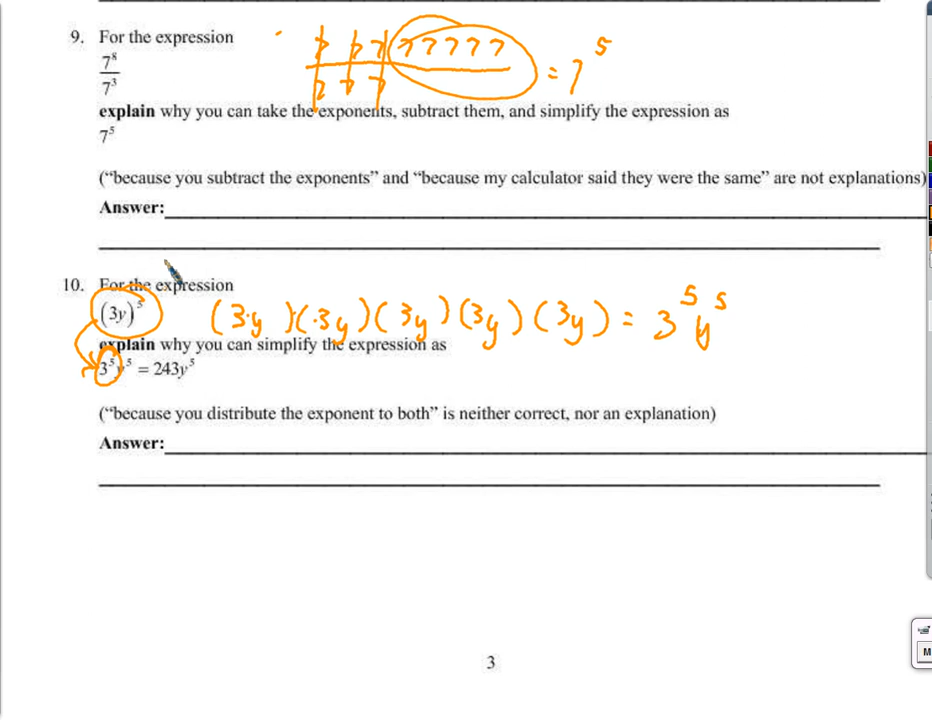 9. For the expression
7⁸
7³
7 7 7 7 7 7 7 7
7 7 7
= 7⁵
explain why you can take the exponents, subtract them, and simplify the expression as
7⁵
(“because you subtract the exponents” and “because my calculator said they were the same” are not explanations)
Answer:
10. For the expression
(3y)⁵
(3·y)(·3y)(3y)(3y)(3y) = 3⁵y⁵
explain why you can simplify the expression as
3⁵y⁵ = 243y⁵
(“because you distribute the exponent to both” is neither correct, nor an explanation)
Answer:
3
M